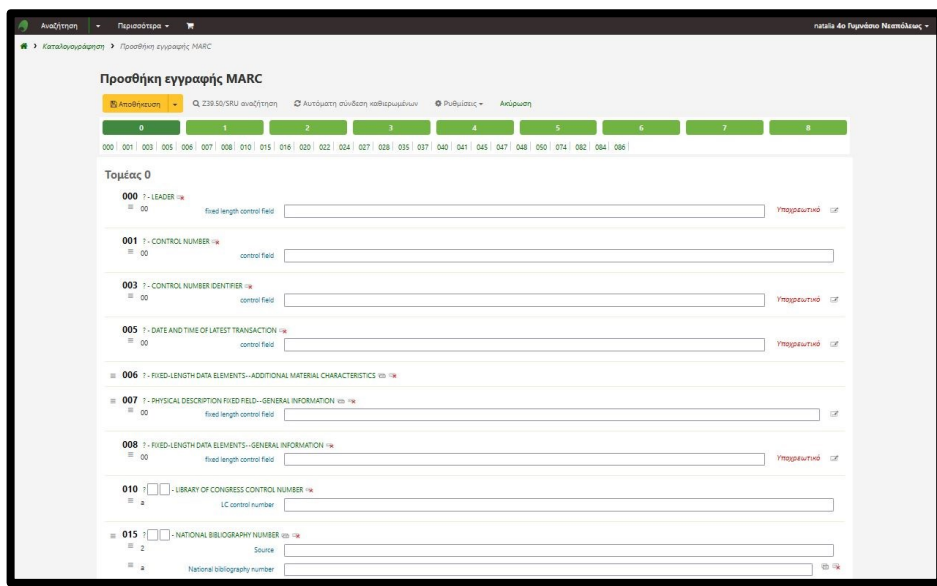 Αναζήτηση Περισσότερα natalia 4ο Γυμνάσιο Νεαπόλεως
Καταλογογράφηση Προσθήκη εγγραφής MARC
Προσθήκη εγγραφής MARC
Αποθήκευση Z39.50/SRU αναζήτηση Αυτόματη σύνδεση καθιερωμένων Ρυθμίσεις Ακύρωση
0 1 2 3 4 5 6 7 8
000 001 003 005 006 007 008 010 015 016 020 022 024 027 028 035 037 040 041 045 047 048 050 074 082 084 086
Τομέας 0
000 ? - LEADER
00 fixed length control field Υποχρεωτικό
001 ? - CONTROL NUMBER
00 control field
003 ? - CONTROL NUMBER IDENTIFIER
00 control field Υποχρεωτικό
005 ? - DATE AND TIME OF LATEST TRANSACTION
00 control field Υποχρεωτικό
006 ? - FIXED-LENGTH DATA ELEMENTS--ADDITIONAL MATERIAL CHARACTERISTICS
007 ? - PHYSICAL DESCRIPTION FIXED FIELD--GENERAL INFORMATION
00 fixed length control field
008 ? - FIXED-LENGTH DATA ELEMENTS--GENERAL INFORMATION
00 fixed length control field Υποχρεωτικό
010 ? - LIBRARY OF CONGRESS CONTROL NUMBER
a LC control number
015 ? - NATIONAL BIBLIOGRAPHY NUMBER
2 Source
a National bibliography number